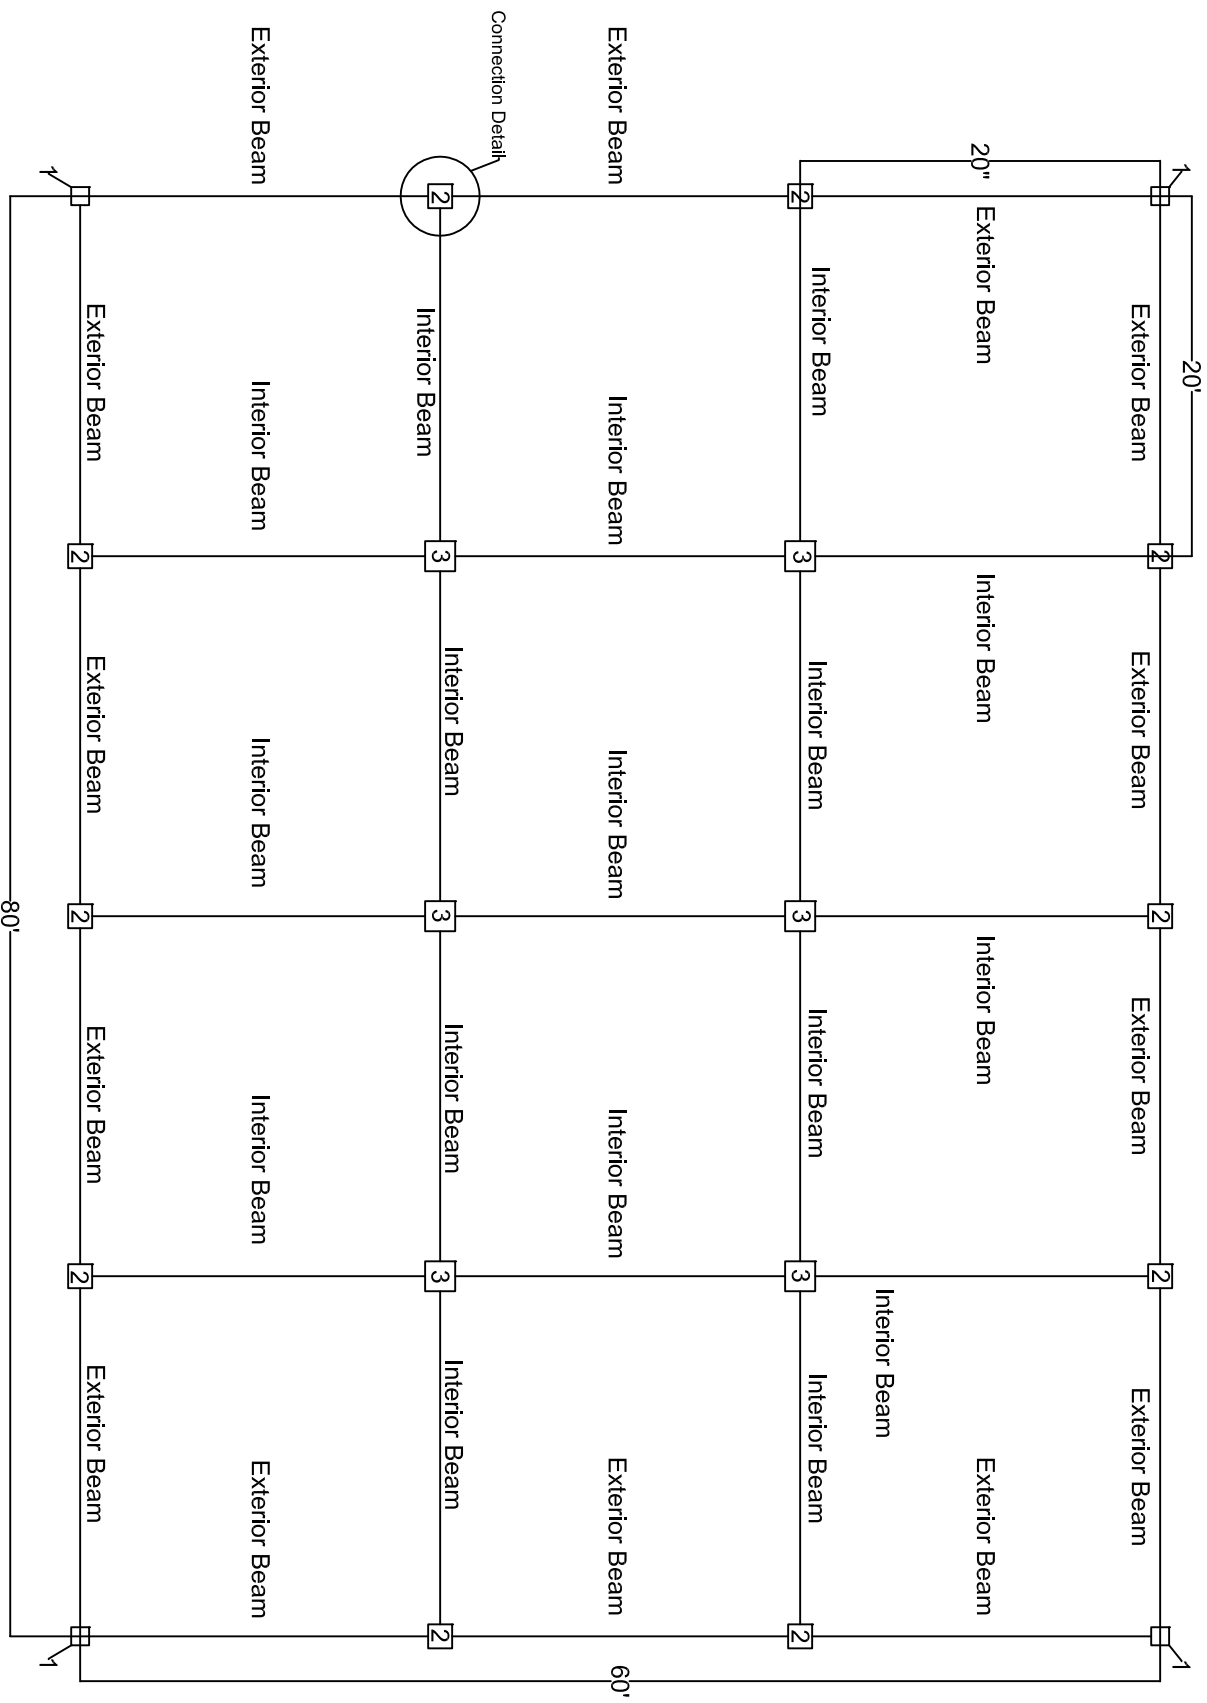 20'
1 1
2 2 2
Exterior Beam Exterior Beam Exterior Beam Exterior Beam
20" Exterior Beam Interior Beam Interior Beam Exterior Beam
Interior Beam
Interior Beam Interior Beam Interior Beam Interior Beam
2 3 3 3 2
Exterior Beam Interior Beam Interior Beam Interior Beam Exterior Beam 60'
Connection Detail
Interior Beam Interior Beam Interior Beam
2 3 3 3 2
Interior Beam
Exterior Beam Interior Beam Interior Beam Interior Beam Exterior Beam
Exterior Beam Exterior Beam Exterior Beam Exterior Beam
2 2 2
1 1
80'